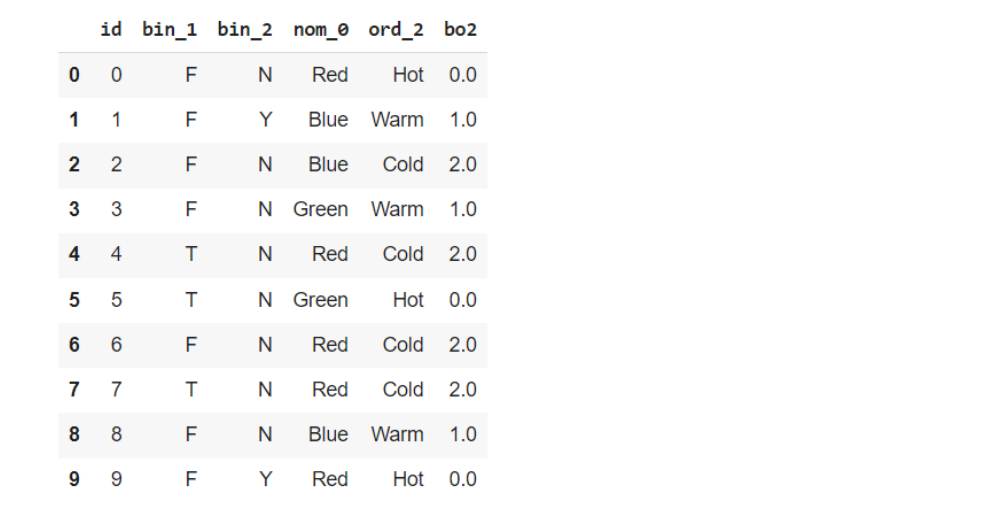 id bin_1 bin_2 nom_0 ord_2 bo2
0 0 F N Red Hot 0.0
1 1 F Y Blue Warm 1.0
2 2 F N Blue Cold 2.0
3 3 F N Green Warm 1.0
4 4 T N Red Cold 2.0
5 5 T N Green Hot 0.0
6 6 F N Red Cold 2.0
7 7 T N Red Cold 2.0
8 8 F N Blue Warm 1.0
9 9 F Y Red Hot 0.0